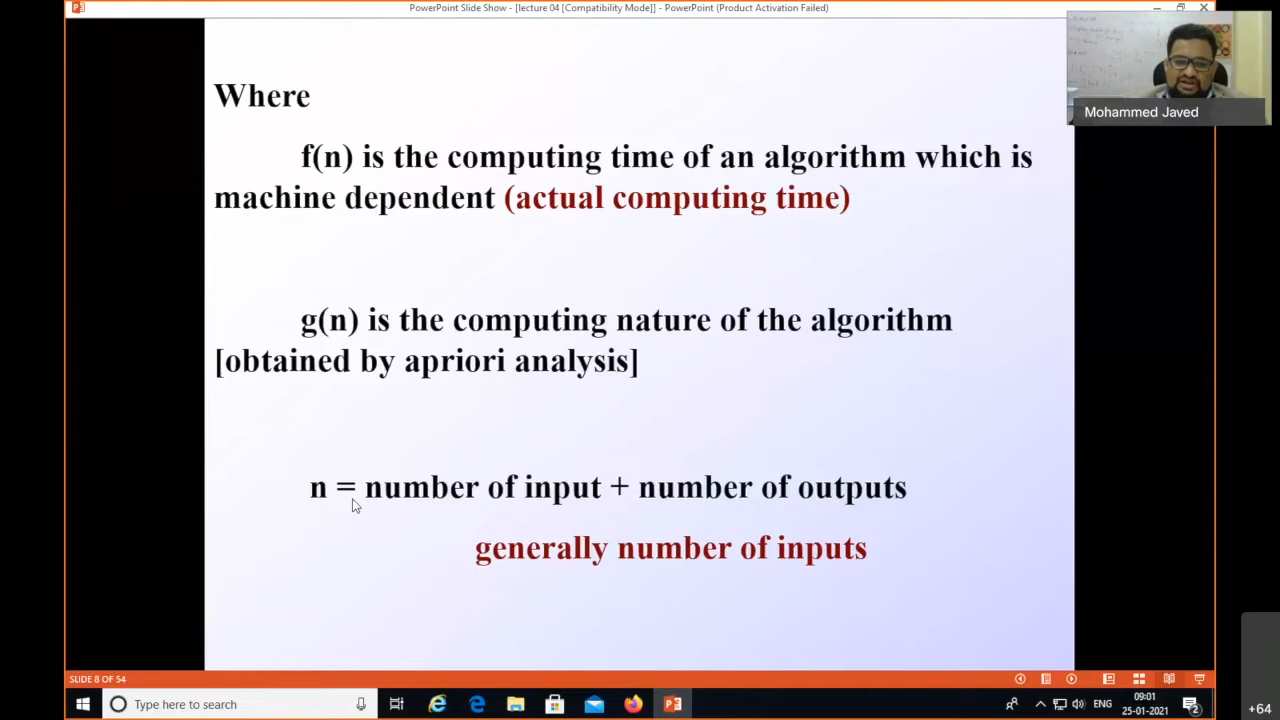 PowerPoint Slide Show - [lecture 04 [Compatibility Mode]] - PowerPoint (Product Activation Failed)
Mohammed Javed
Where
f(n) is the computing time of an algorithm which is
machine dependent (actual computing time)
g(n) is the computing nature of the algorithm
[obtained by apriori analysis]
n = number of input + number of outputs
generally number of inputs
SLIDE 8 OF 54
Type here to search
ENG
09:01
25-01-2021
2
+64